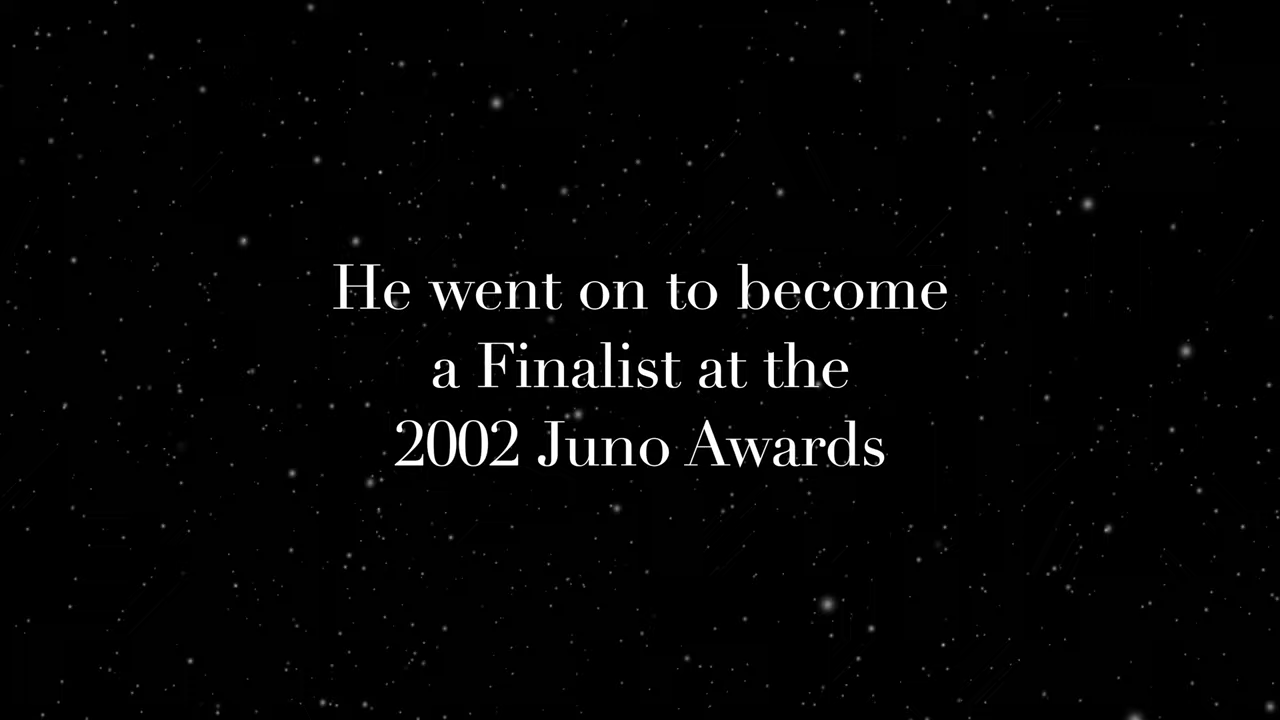 He went on to become
a Finalist at the
2002 Juno Awards